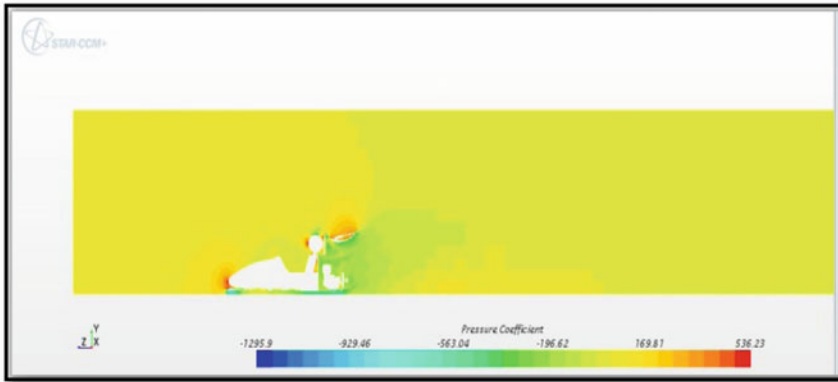 STAR-CCM+
Y
Z X
Pressure Coefficient
-1295.9 -929.46 -563.04 -196.62 169.81 536.23